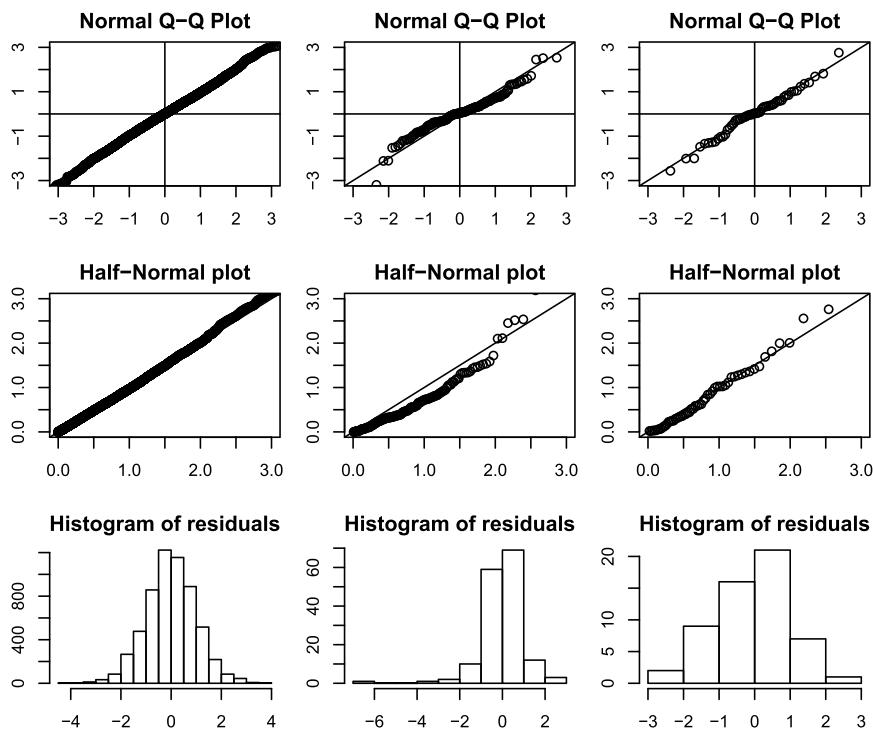 Normal Q−Q Plot Normal Q−Q Plot Normal Q−Q Plot
3 3 3
1 1 1
−1 −1 −1
−3 −3 −3
−3 −2 −1 0 1 2 3 −3 −2 −1 0 1 2 3 −3 −2 −1 0 1 2 3
Half−Normal plot Half−Normal plot Half−Normal plot
3.0 3.0 3.0
2.0 2.0 2.0
1.0 1.0 1.0
0.0 0.0 0.0
0.0 1.0 2.0 3.0 0.0 1.0 2.0 3.0 0.0 1.0 2.0 3.0
Histogram of residuals Histogram of residuals Histogram of residuals
800 60 20
400 40 15
0 20 10
0 5
0
−4 −2 0 2 4 −6 −4 −2 0 2 −3 −2 −1 0 1 2 3